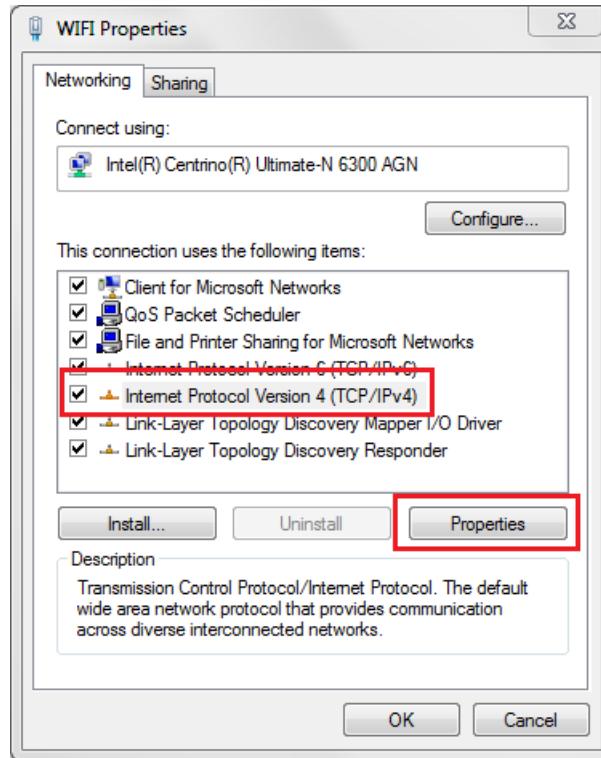 WIFI Properties
Networking
Sharing
Connect using:
Intel(R) Centrino(R) Ultimate-N 6300 AGN
Configure...
This connection uses the following items:
Client for Microsoft Networks
QoS Packet Scheduler
File and Printer Sharing for Microsoft Networks
Internet Protocol Version 6 (TCP/IPv6)
Internet Protocol Version 4 (TCP/IPv4)
Link-Layer Topology Discovery Mapper I/O Driver
Link-Layer Topology Discovery Responder
Install...
Uninstall
Properties
Description
Transmission Control Protocol/Internet Protocol. The default
wide area network protocol that provides communication
across diverse interconnected networks.
OK
Cancel